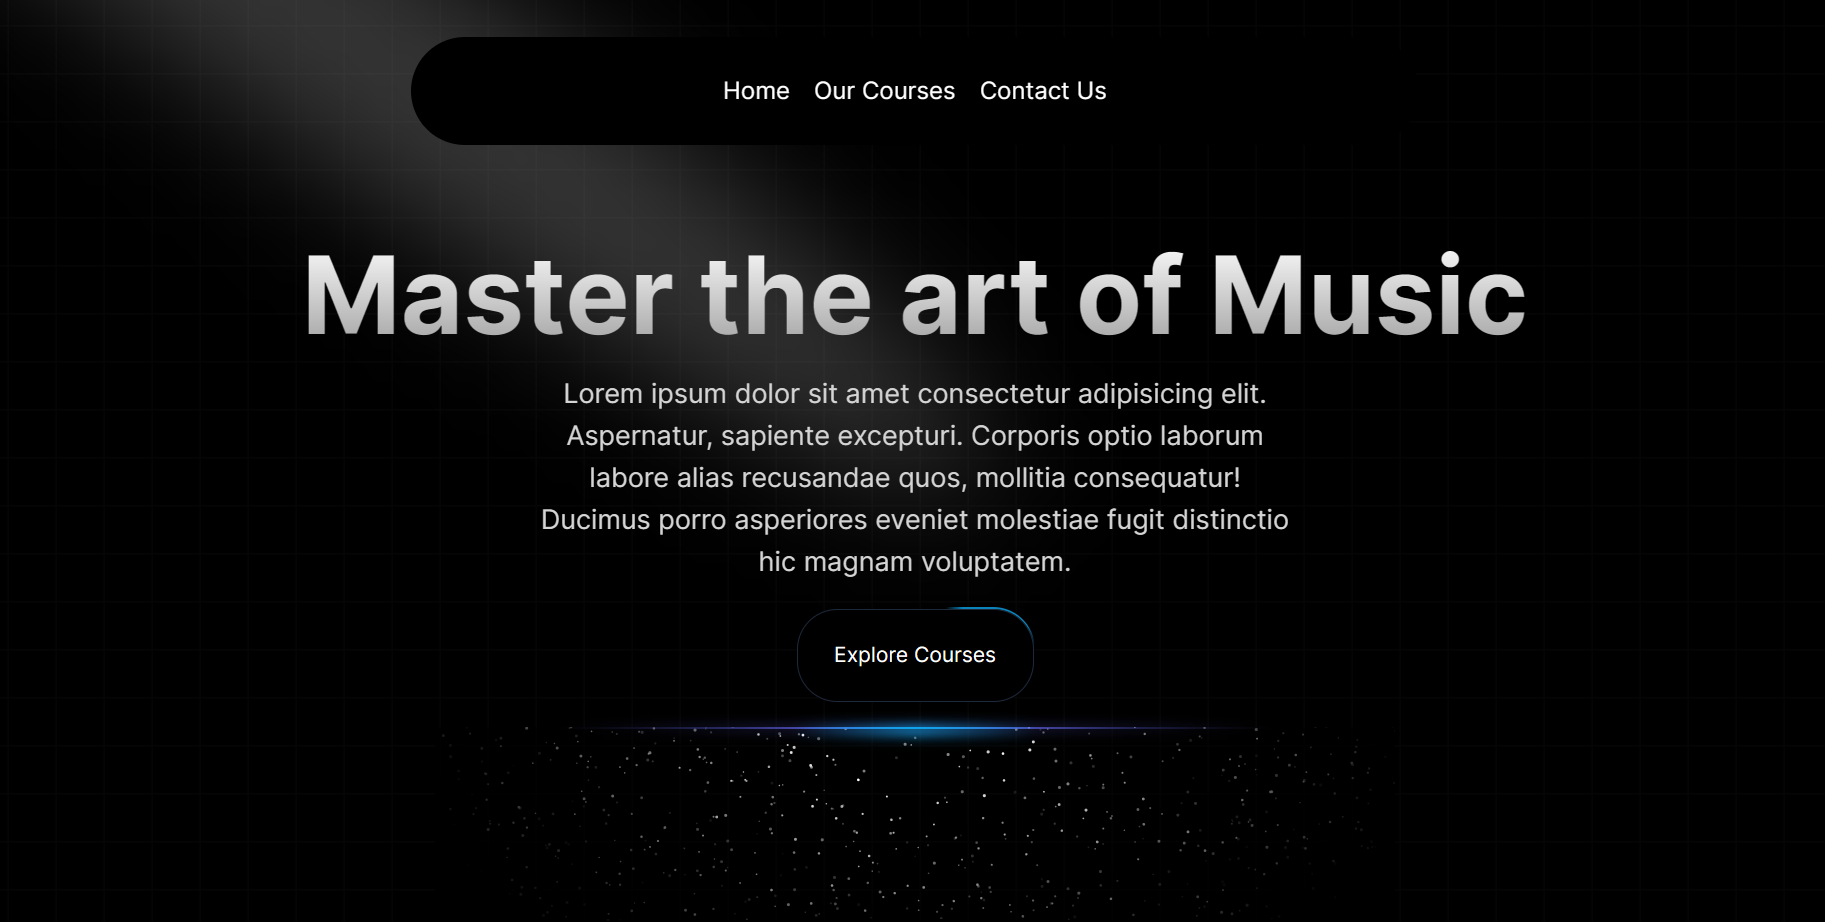 Home Our Courses Contact Us
Master the art of Music
Lorem ipsum dolor sit amet consectetur adipisicing elit.
Aspernatur, sapiente excepturi. Corporis optio laborum
labore alias recusandae quos, mollitia consequatur!
Ducimus porro asperiores eveniet molestiae fugit distinctio
hic magnam voluptatem.
Explore Courses